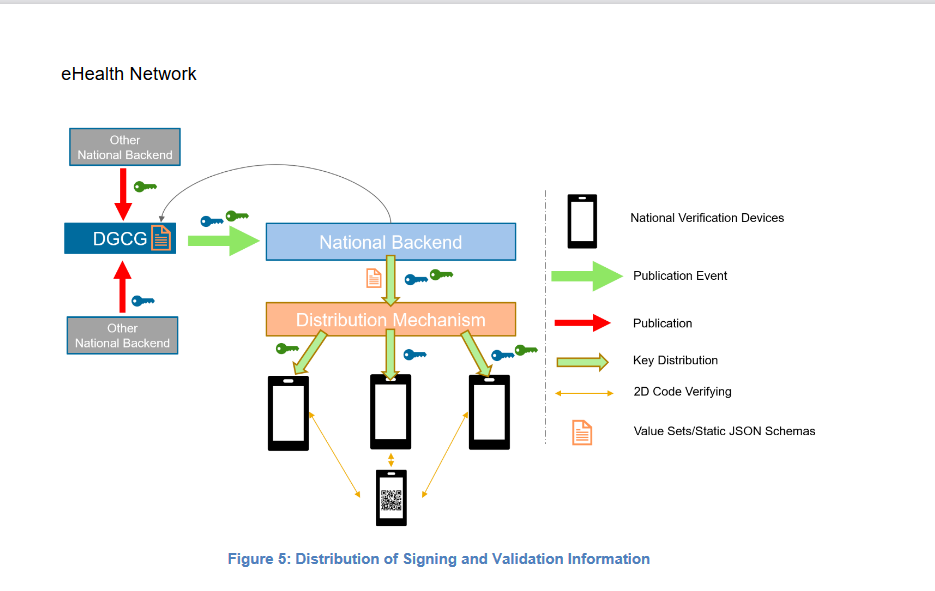 eHealth Network
Other
National Backend
DGCG
National Backend
Other
National Backend
Distribution Mechanism
National Verification Devices
Publication Event
Publication
Key Distribution
2D Code Verifying
Value Sets/Static JSON Schemas
Figure 5: Distribution of Signing and Validation Information